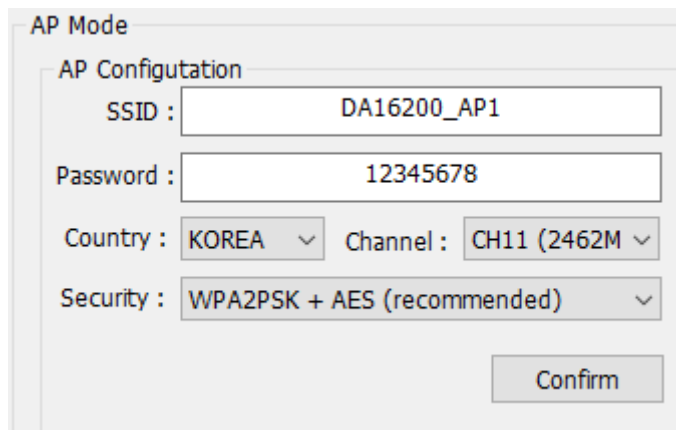 AP Mode
AP Configutation
SSID : DA16200_AP1
Password : 12345678
Country : KOREA Channel : CH11 (2462M
Security : WPA2PSK + AES (recommended)
Confirm